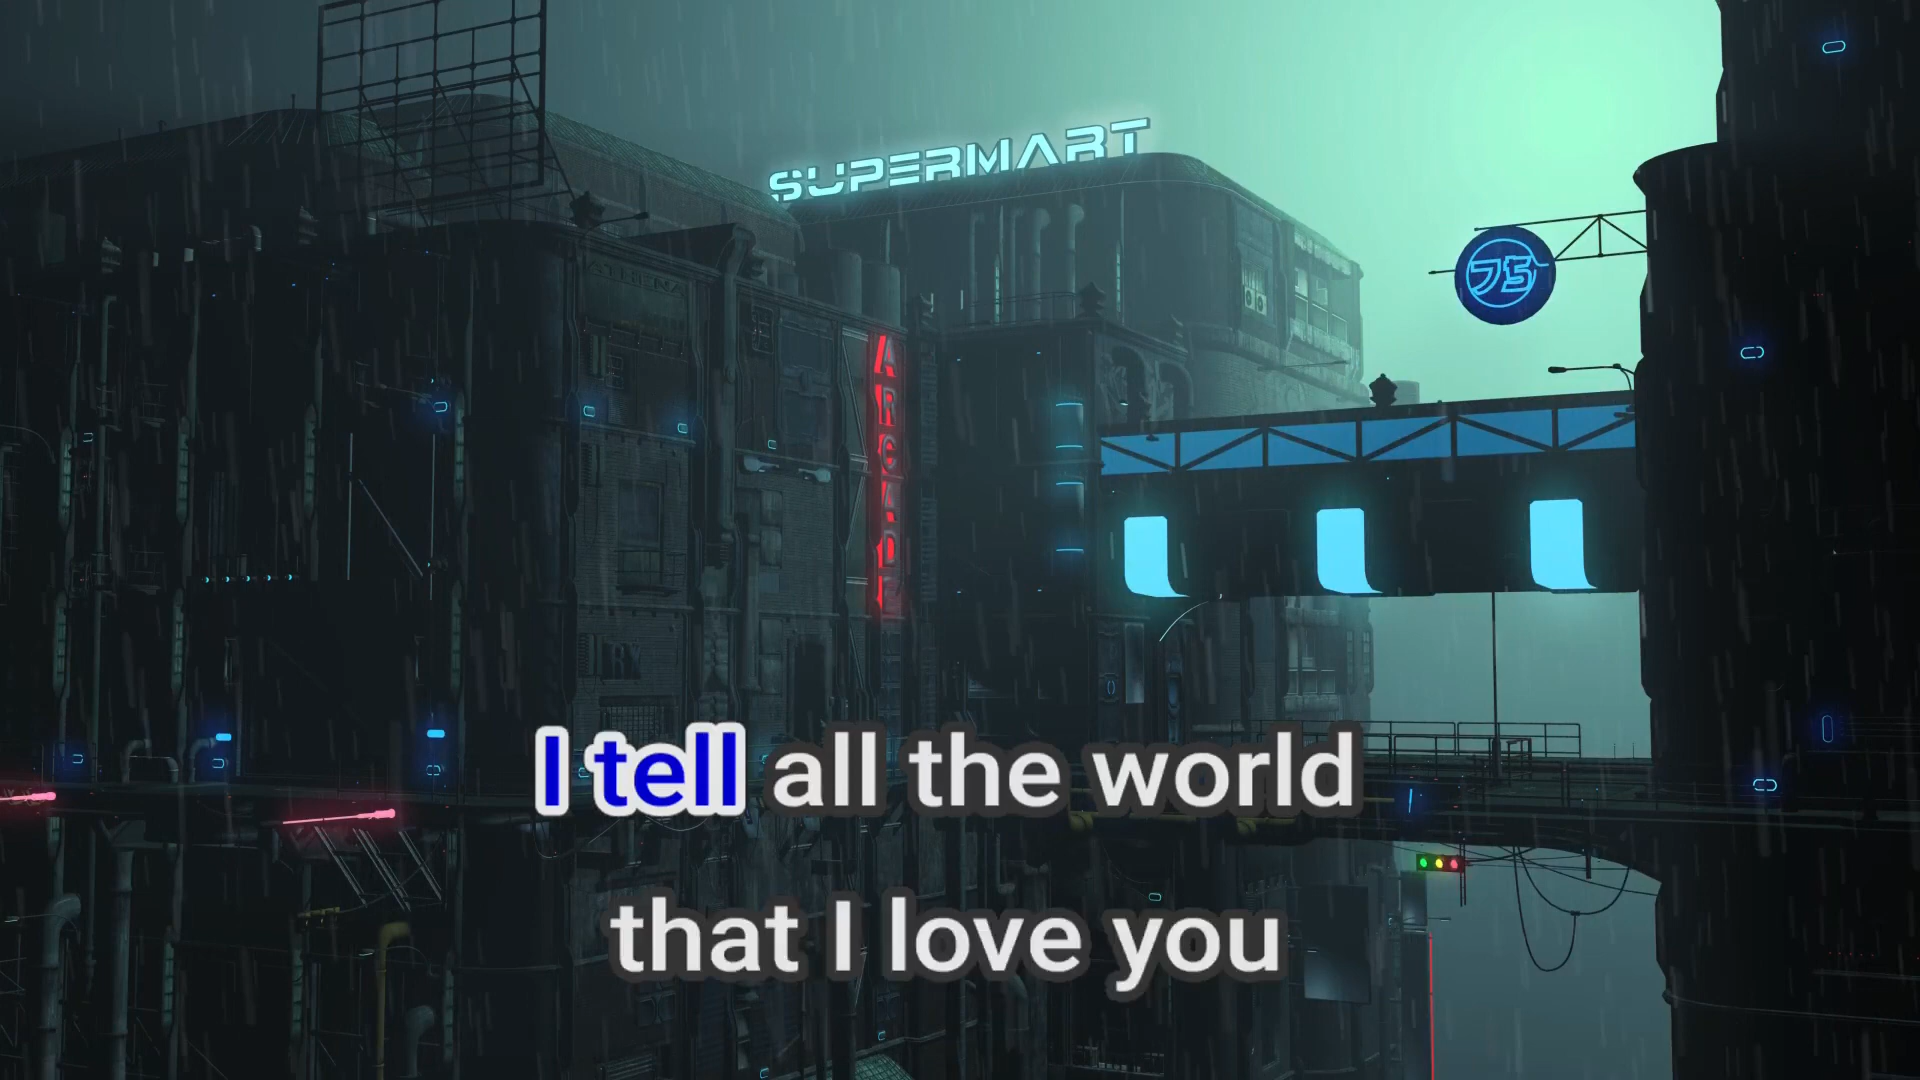 SUPERMART
75
ARCADE
I tell all the world
that I love you